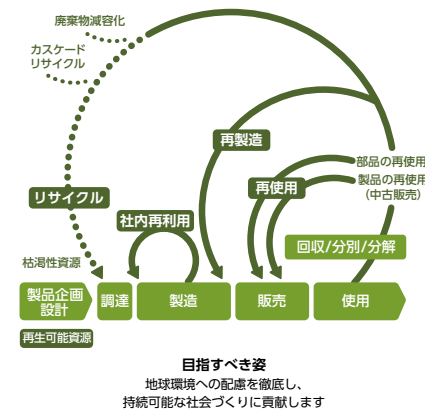 廃棄物減容化
カスケード
リサイクル
再製造
部品の再使用
製品の再使用
（中古販売）
再使用
リサイクル
社内再利用
回収/分別/分解
枯渇性資源
製品企画
設計
調達
製造
販売
使用
再生可能資源
目指すべき姿
地球環境への配慮を徹底し、
持続可能な社会づくりに貢献します